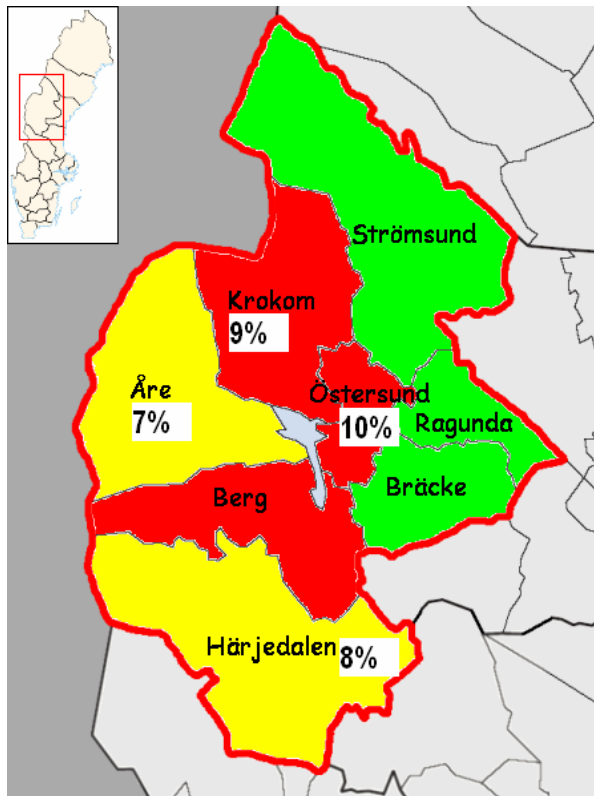 Strömsund
Krokom
9%
Åre
7%
Östersund
10%
Ragunda
Bräcke
Berg
Härjedalen
8%